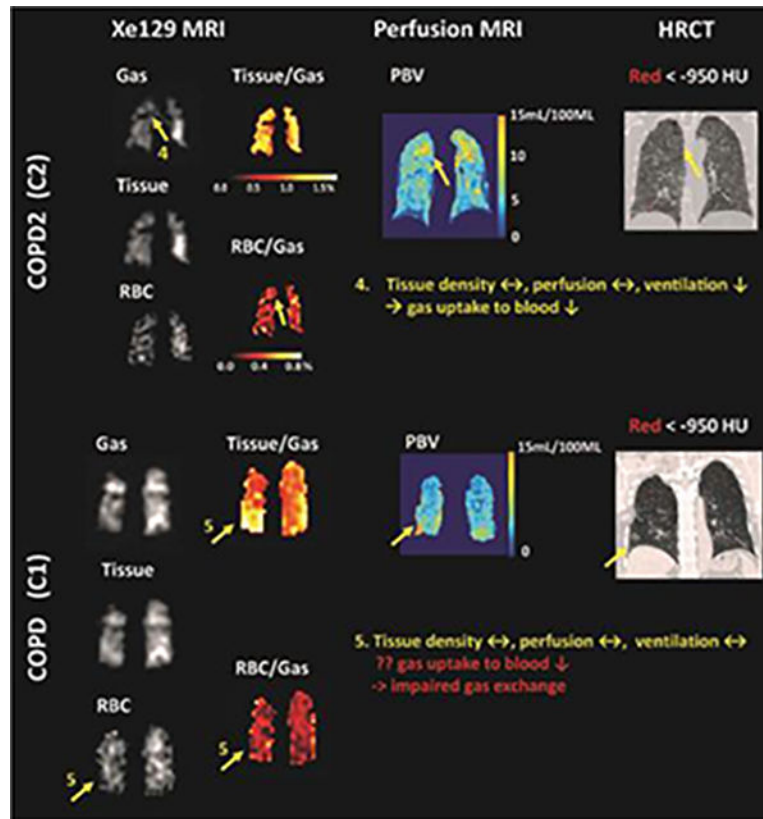 Xe129 MRI
Perfusion MRI
HRCT
COPD2 (C2)
Gas
Tissue/Gas
4
0.0 0.5 1.0 1.5%
Tissue
RBC
RBC/Gas
0.0 0.4 0.8%
PBV
15mL/100ML
10
5
0
Red < -950 HU
4. Tissue density ↔, perfusion ↔, ventilation ↓
→ gas uptake to blood ↓
COPD (C1)
Gas
Tissue/Gas
5
Tissue
RBC
5
RBC/Gas
5
PBV
15mL/100ML
0
Red < -950 HU
5. Tissue density ↔, perfusion ↔, ventilation ↔
?? gas uptake to blood ↓
-> impaired gas exchange